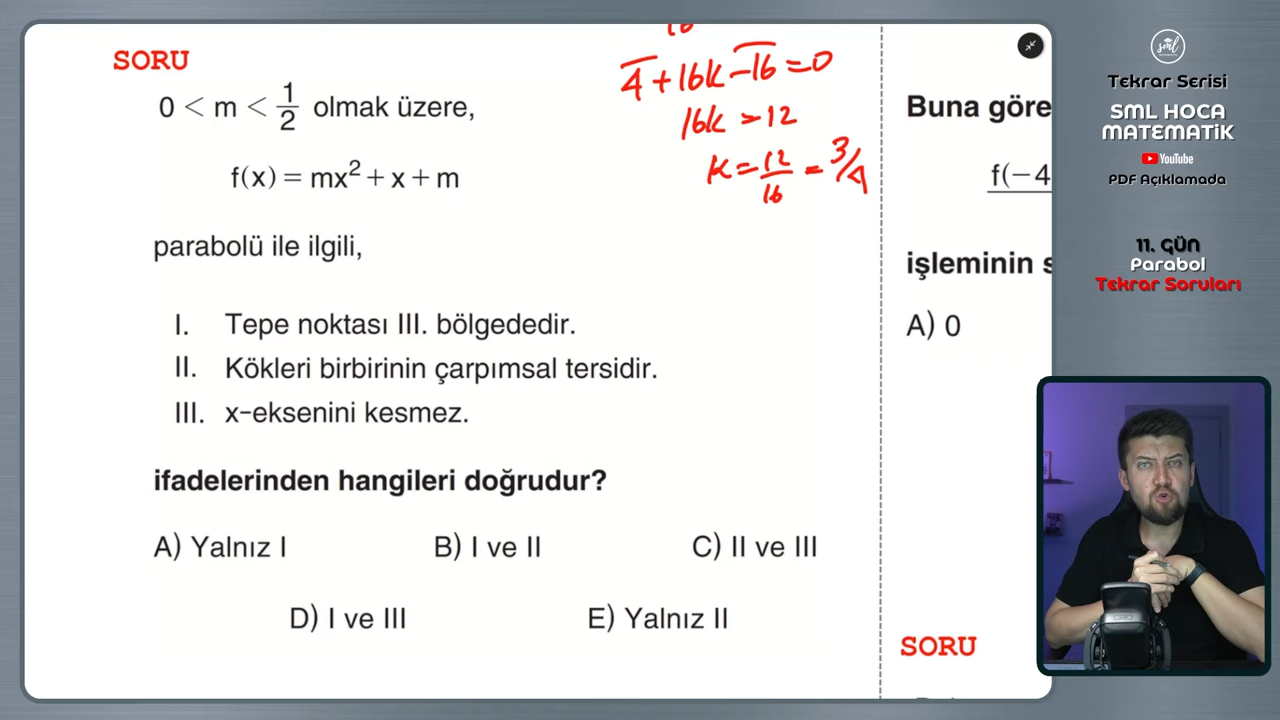 SORU
0 < m < 1/2 olmak üzere,
f(x) = mx² + x + m
parabolü ile ilgili,
I. Tepe noktası III. bölgededir.
II. Kökleri birbirinin çarpımsal tersidir.
III. x-eksenini kesmez.
ifadelerinden hangileri doğrudur?
A) Yalnız I
B) I ve II
C) II ve III
D) I ve III
E) Yalnız II
4+16k-16=0
16k=12
k=12/16=3/4
Buna göre
f(-4
işleminin s
A) 0
SORU
sml
Tekrar Serisi
SML HOCA
MATEMATİK
YouTube
PDF Açıklamada
11. GÜN
Parabol
Tekrar Soruları